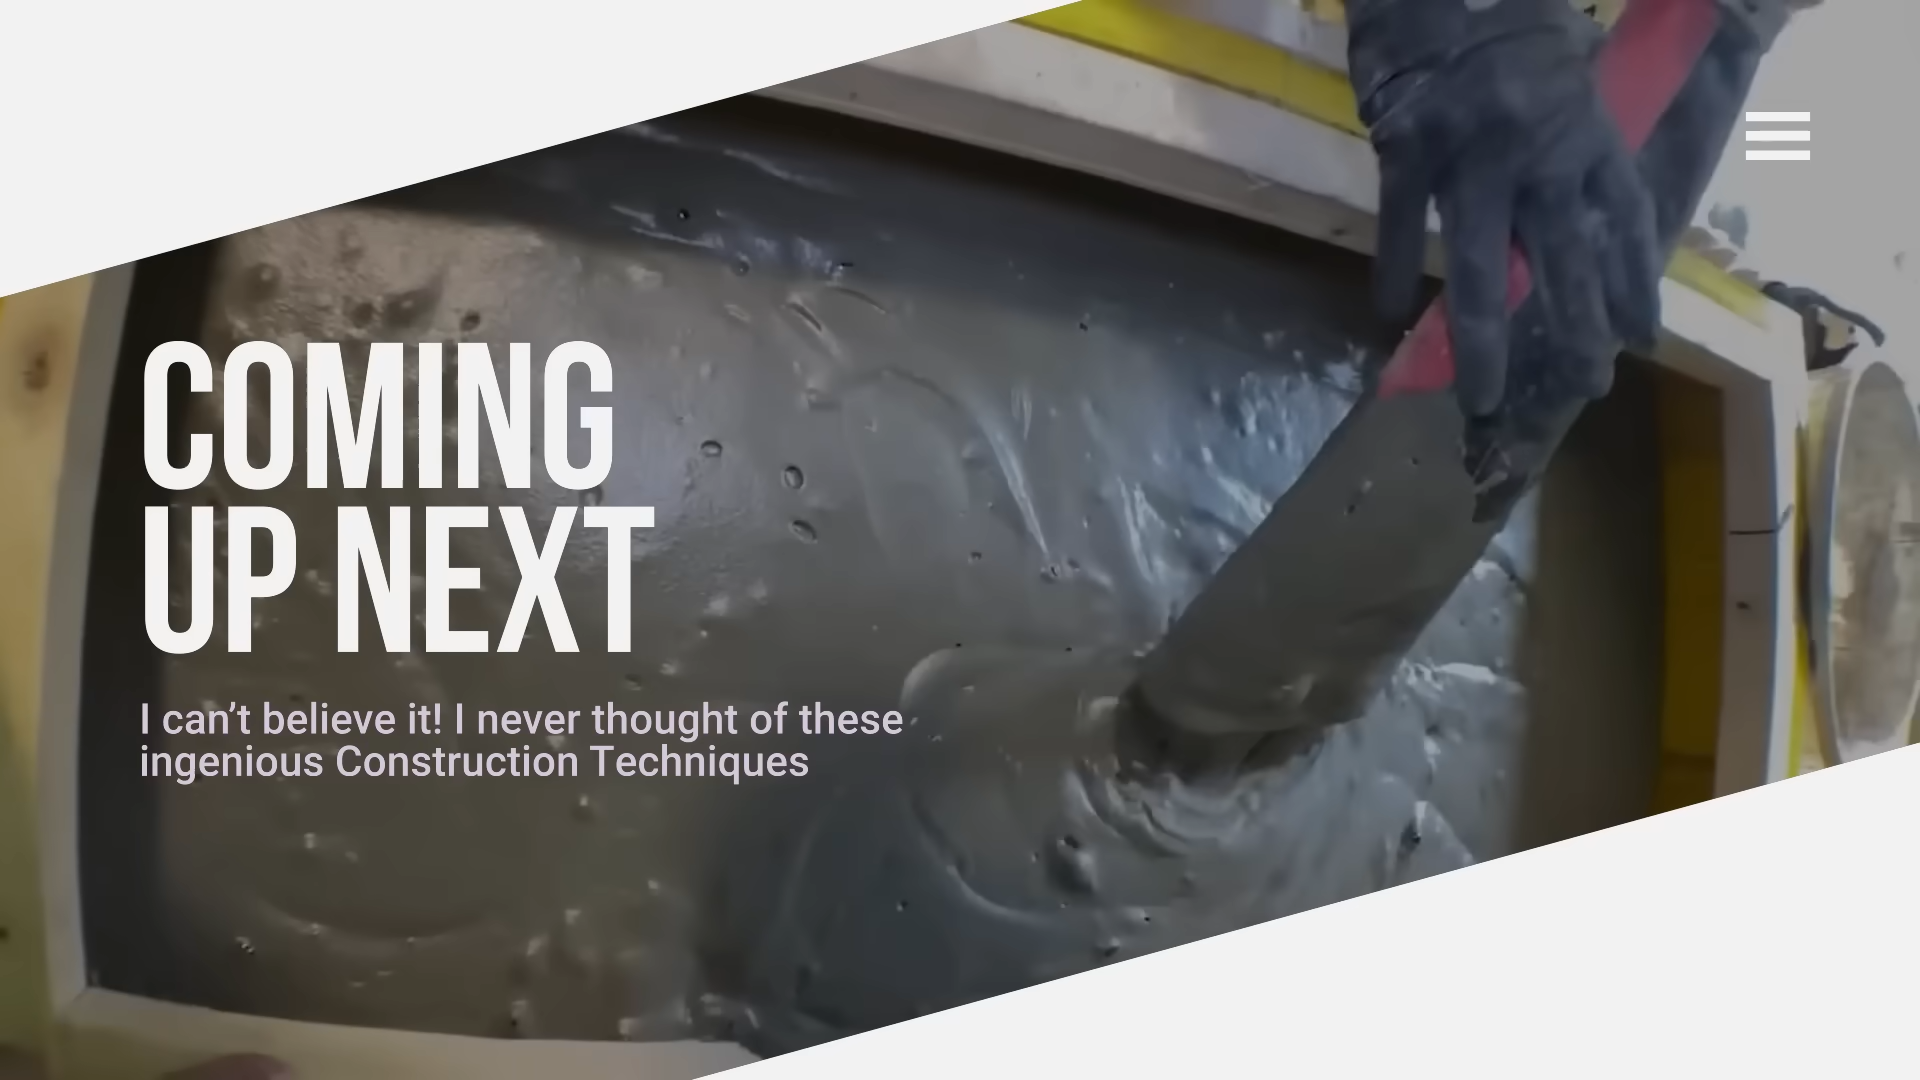 COMING
UP NEXT
I can’t believe it! I never thought of these
ingenious Construction Techniques